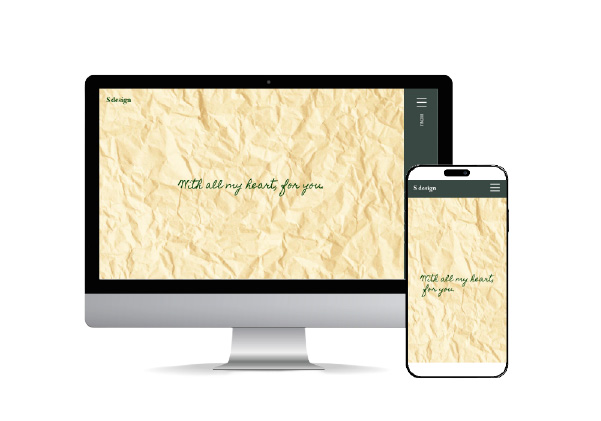 S design
MENU
With all my heart, for you.
S design
With all my heart,
for you.